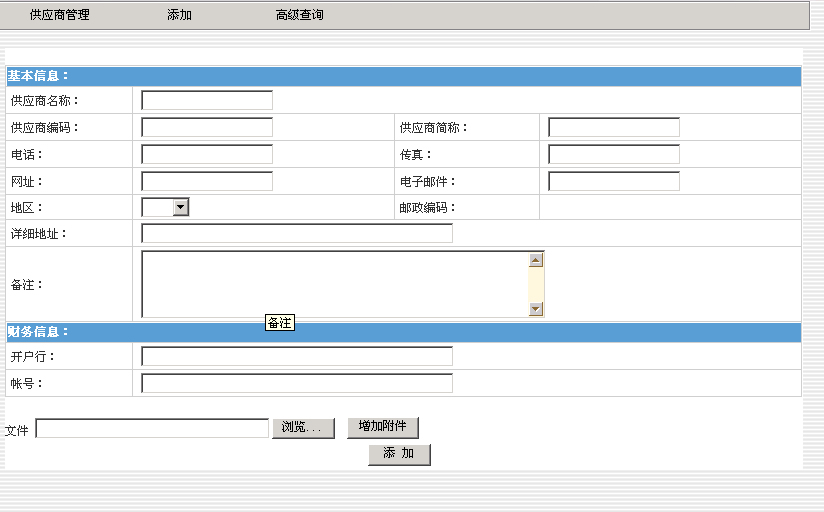 供应商管理 添加 高级查询
基本信息：
供应商名称：
供应商编码： 供应商简称：
电话： 传真：
网址： 电子邮件：
地区： 邮政编码：
详细地址：
备注：
备注
财务信息：
开户行：
帐号：
文件 浏览... 增加附件
添 加